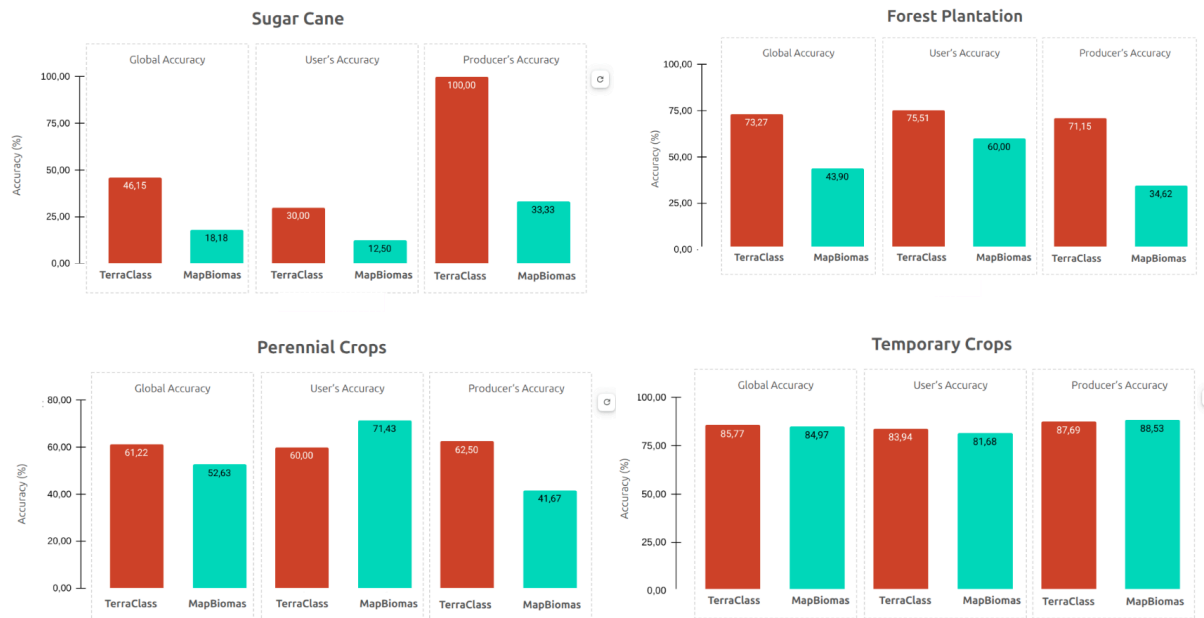 Sugar Cane
Global Accuracy
User's Accuracy
Producer's Accuracy
Accuracy (%)
100,00
75,00
50,00
25,00
0,00
46,15
18,18
30,00
12,50
100,00
33,33
TerraClass
MapBiomas
TerraClass
MapBiomas
TerraClass
MapBiomas
Forest Plantation
Global Accuracy
User's Accuracy
Producer's Accuracy
Accuracy (%)
100,00
75,00
50,00
25,00
0,00
73,27
43,90
75,51
60,00
71,15
34,62
TerraClass
MapBiomas
TerraClass
MapBiomas
TerraClass
MapBiomas
Perennial Crops
Global Accuracy
User's Accuracy
Producer's Accuracy
Accuracy (%)
80,00
60,00
40,00
20,00
0,00
61,22
52,63
60,00
71,43
62,50
41,67
TerraClass
MapBiomas
TerraClass
MapBiomas
TerraClass
MapBiomas
Temporary Crops
Global Accuracy
User's Accuracy
Producer's Accuracy
Accuracy (%)
100,00
75,00
50,00
25,00
0,00
85,77
84,97
83,94
81,68
87,69
88,53
TerraClass
MapBiomas
TerraClass
MapBiomas
TerraClass
MapBiomas